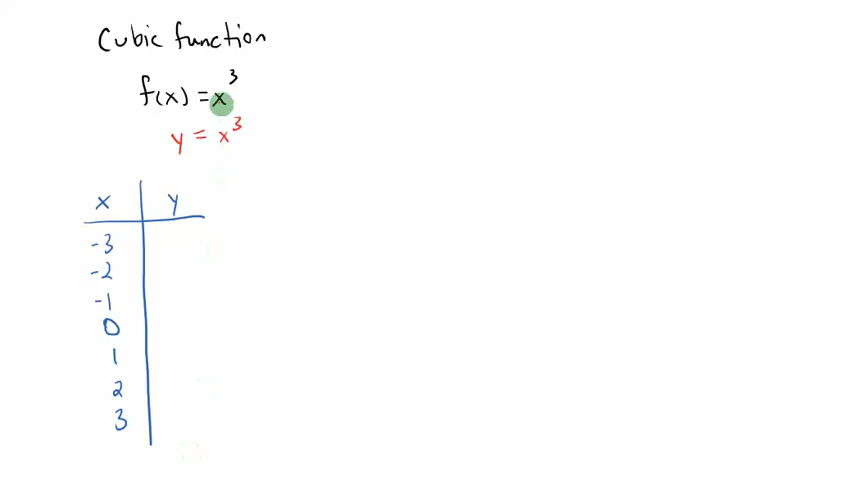 Cubic function
f(x) = x³
y = x³
x y
-3
-2
-1
0
1
2
3